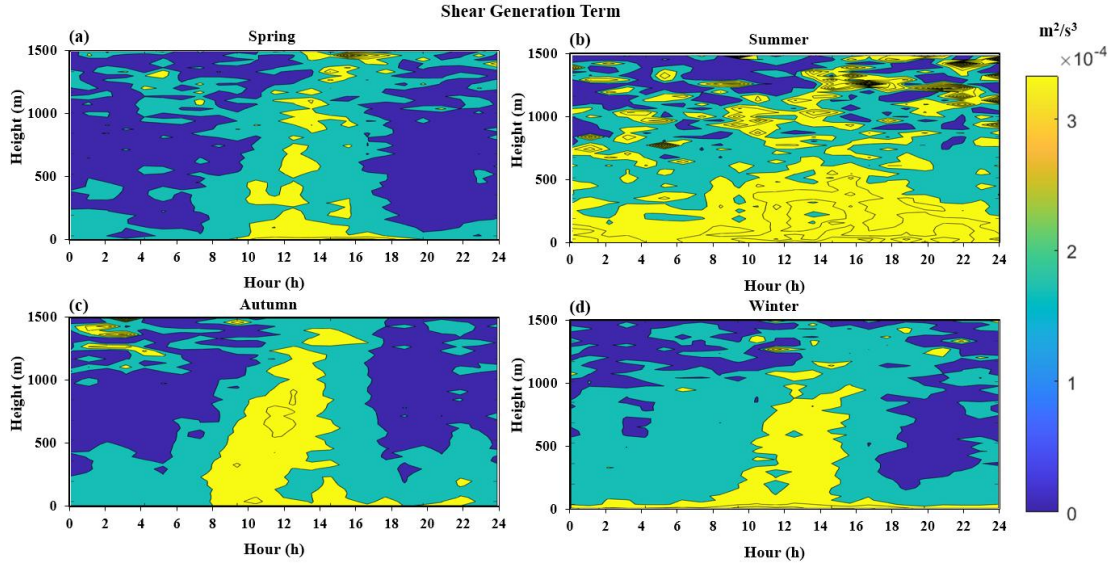 Shear Generation Term
(a) Spring
(b) Summer
m²/s³
×10⁻⁴
1500
1000
500
0
Height (m)
0 2 4 6 8 10 12 14 16 18 20 22 24
Hour (h)
1500
1000
500
0
Height (m)
0 2 4 6 8 10 12 14 16 18 20 22 24
Hour (h)
3
2
1
0
(c) Autumn
(d) Winter
1500
1000
500
0
Height (m)
0 2 4 6 8 10 12 14 16 18 20 22 24
Hour (h)
1500
1000
500
0
Height (m)
0 2 4 6 8 10 12 14 16 18 20 22 24
Hour (h)